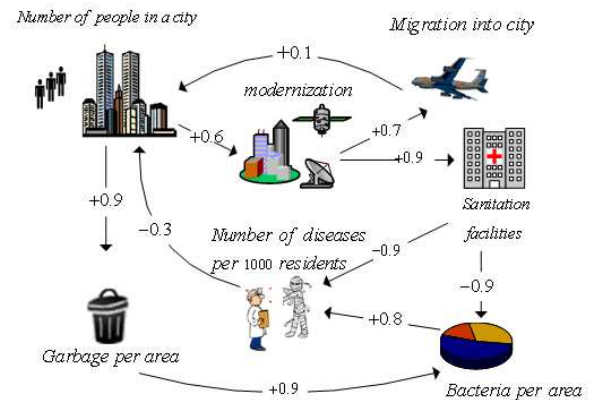 Number of people in a city
Migration into city
+0.1
modernization
+0.6
+0.7
+0.9
+0.9
Sanitation
facilities
−0.3
Number of diseases
per 1000 residents
−0.9
−0.9
+0.8
Garbage per area
+0.9
Bacteria per area